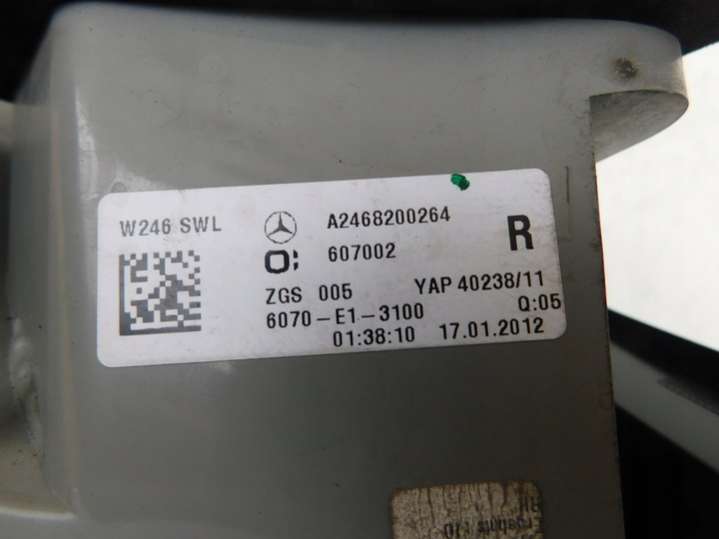 W246 SWL
A2468200264
607002
R
ZGS 005 YAP 40238/11
6070-E1-3100 Q:05
01:38:10 17.01.2012